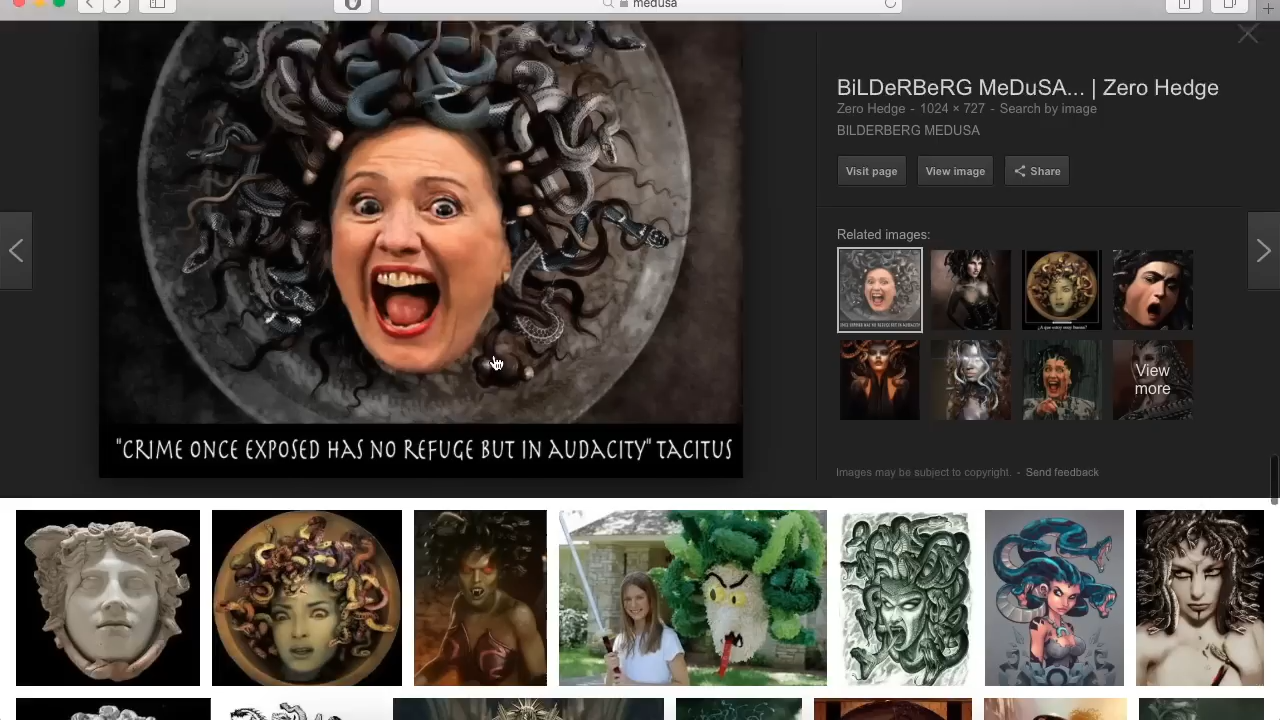 medusa
BiLDeRBeRG MeDuSA... | Zero Hedge
Zero Hedge - 1024 × 727 - Search by image
BILDERBERG MEDUSA
Visit page
View image
Share
Related images:
View more
Images may be subject to copyright. - Send feedback
"CRIME ONCE EXPOSED HAS NO REFUGE BUT IN AUDACITY" TACITUS